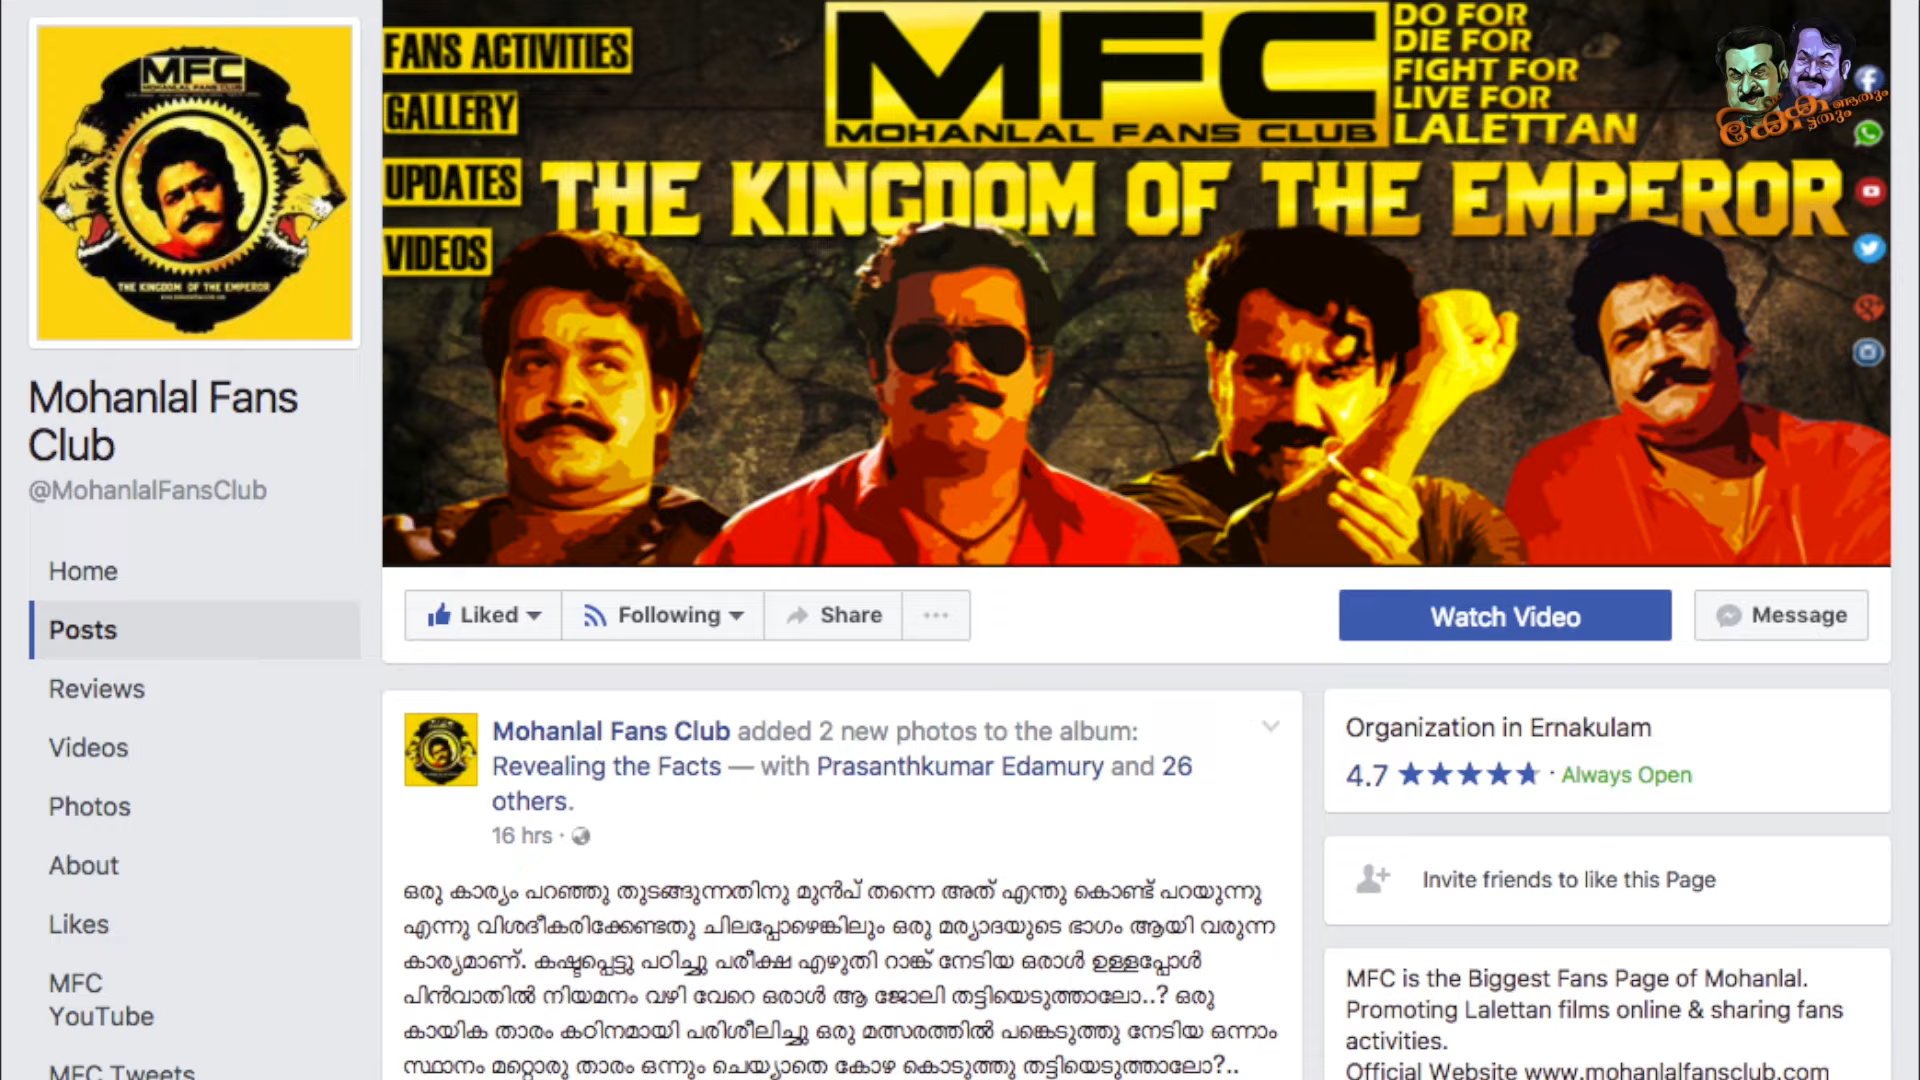 MFC
MOHANLAL FANS CLUB
THE KINGDOM OF THE EMPEROR
Mohanlal Fans
Club
@MohanlalFansClub
Home
Posts
Reviews
Videos
Photos
About
Likes
MFC
YouTube
MFC Tweets
FANS ACTIVITIES
GALLERY
UPDATES
VIDEOS
MFC
MOHANLAL FANS CLUB
DO FOR
DIE FOR
FIGHT FOR
LIVE FOR
LALETTAN
THE KINGDOM OF THE EMPEROR
Liked
Following
Share
Watch Video
Message
Mohanlal Fans Club added 2 new photos to the album:
Revealing the Facts — with Prasanthkumar Edamury and 26
others.
16 hrs ·
ഒരു കാര്യം പറഞ്ഞു തുടങ്ങുന്നതിനു മുൻപ് തന്നെ അത് എന്തു കൊണ്ട് പറയുന്നു
എന്നു വിശദീകരിക്കേണ്ടതു ചിലപ്പോഴെങ്കിലും ഒരു മര്യാദയുടെ ഭാഗം ആയി വരുന്ന
കാര്യമാണ്. കഷ്ടപ്പെട്ടു പഠിച്ചു പരീക്ഷ എഴുതി റാങ്ക് നേടിയ ഒരാൾ ഉള്ളപ്പോൾ
പിൻവാതിൽ നിയമനം വഴി വേറെ ഒരാൾ ആ ജോലി തട്ടിയെടുത്താലോ..? ഒരു
കായിക താരം കഠിനമായി പരിശീലിച്ചു ഒരു മത്സരത്തിൽ പങ്കെടുത്തു നേടിയ ഒന്നാം
സ്ഥാനം മറ്റൊരു താരം ഒന്നും ചെയ്യാതെ കോഴ കൊടുത്തു തട്ടിയെടുത്താലോ?..
Organization in Ernakulam
4.7 ★★★★★ · Always Open
Invite friends to like this Page
MFC is the Biggest Fans Page of Mohanlal.
Promoting Lalettan films online & sharing fans
activities.
Official Website www.mohanlalfansclub.com